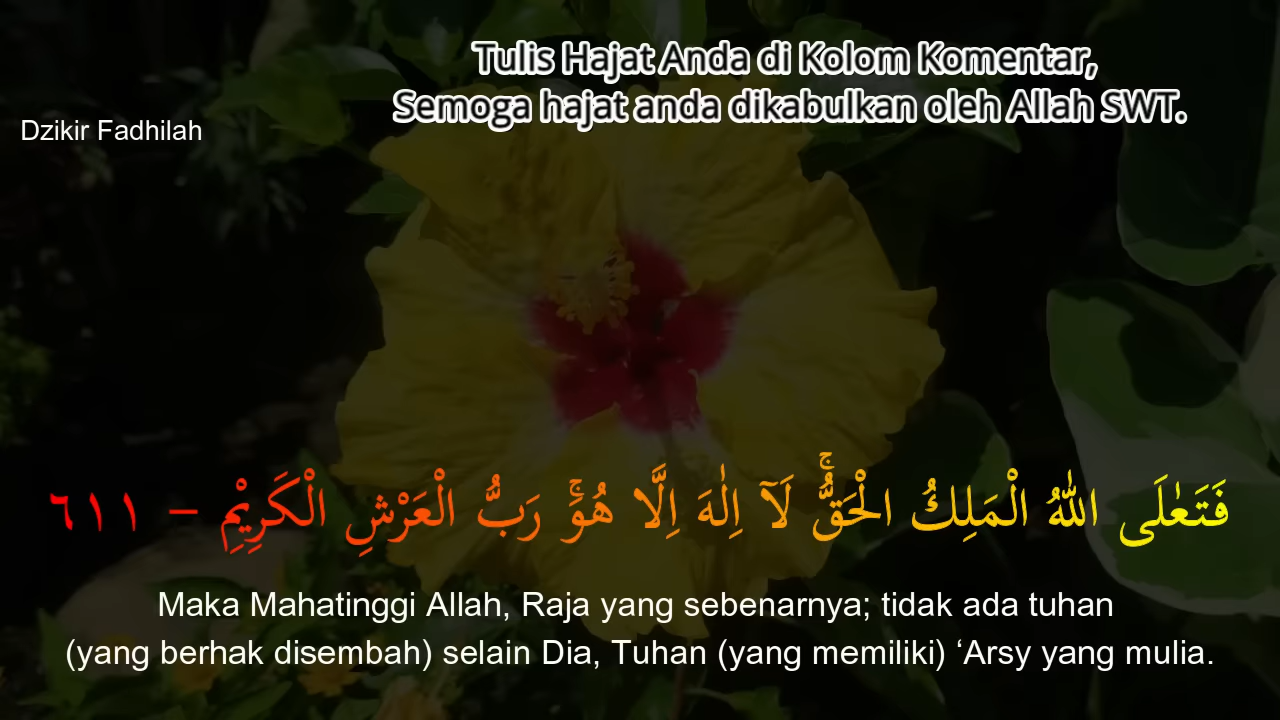 Tulis Hajat Anda di Kolom Komentar,
Semoga hajat anda dikabulkan oleh Allah SWT.
Dzikir Fadhilah
فَتَعٰلَى اللّٰهُ الْمَلِكُ الْحَقُّۚ لَآ اِلٰهَ اِلَّا هُوَۚ رَبُّ الْعَرْشِ الْكَرِيْمِ – ٦١١
Maka Mahatinggi Allah, Raja yang sebenarnya; tidak ada tuhan
(yang berhak disembah) selain Dia, Tuhan (yang memiliki) ‘Arsy yang mulia.